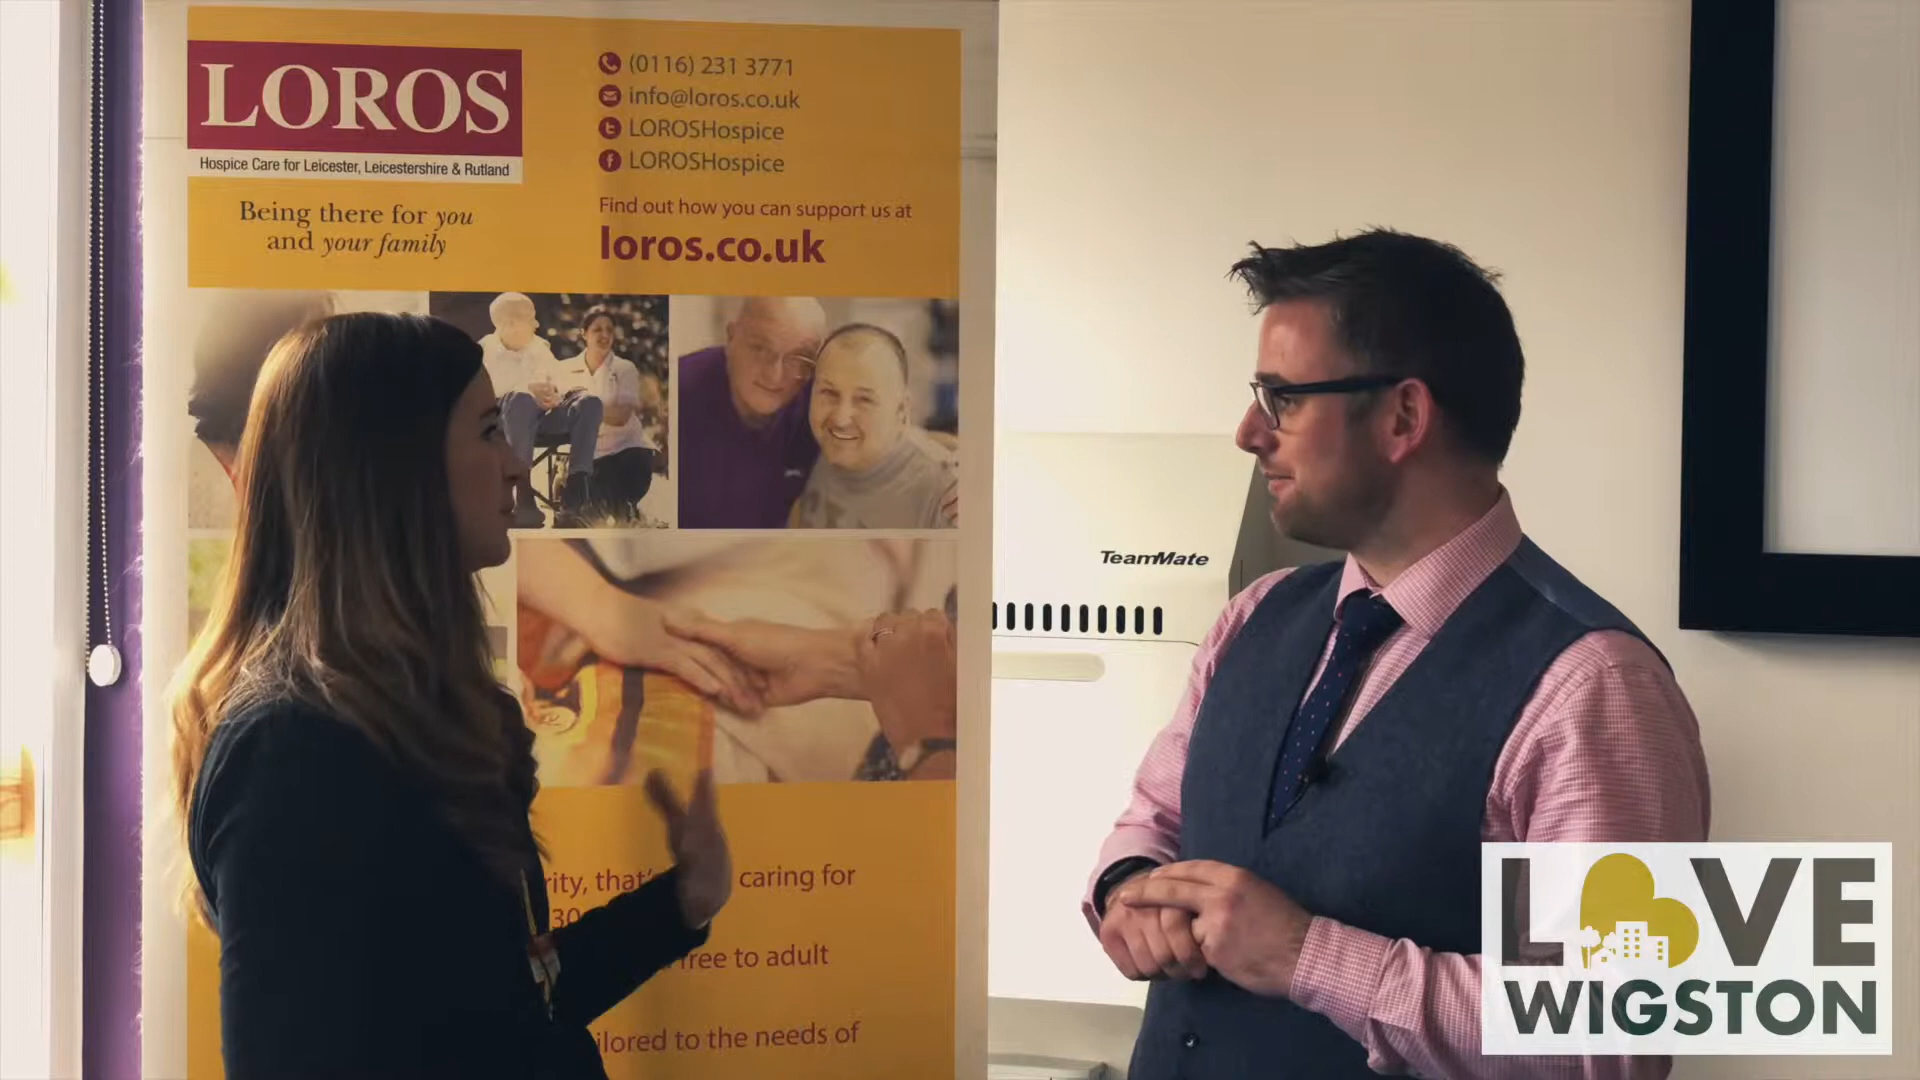 LOROS
Hospice Care for Leicester, Leicestershire & Rutland
Being there for you
and your family
(0116) 231 3771
info@loros.co.uk
LOROSHospice
LOROSHospice
Find out how you can support us at
loros.co.uk
TeamMate
caring for
30
free to adult
to the needs of
LOVE
WIGSTON